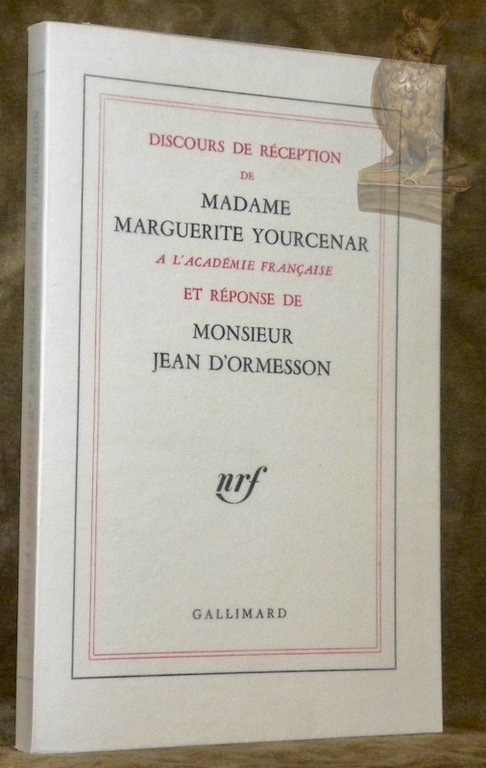 DISCOURS DE RÉCEPTION
DE
MADAME
MARGUERITE YOURCENAR
A L'ACADÉMIE FRANÇAISE
ET RÉPONSE DE
MONSIEUR
JEAN D'ORMESSON
nrf
GALLIMARD